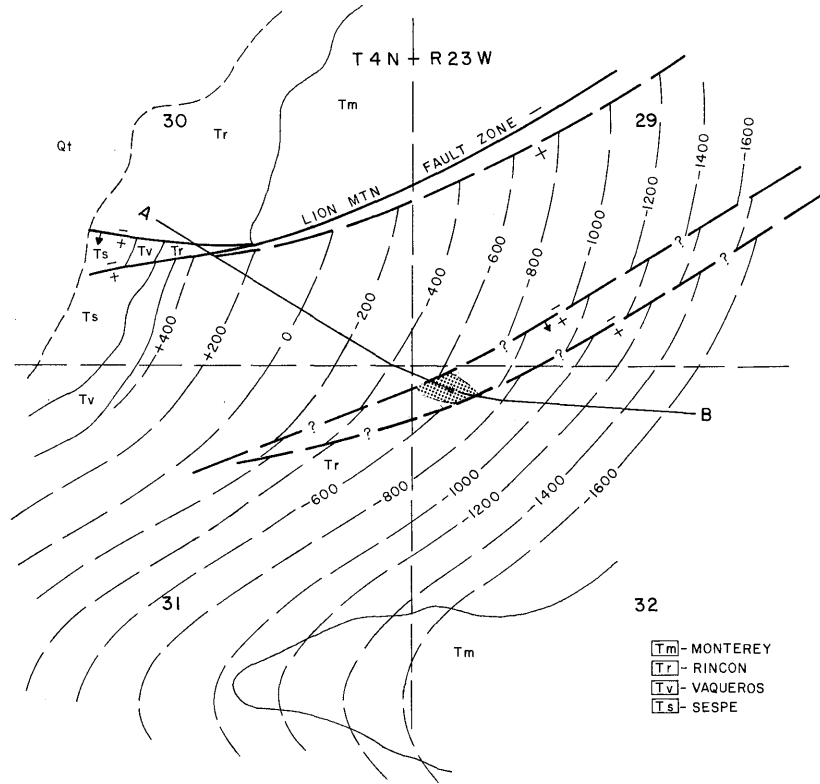 T4N - R23W
30
Tr
Tm
Qt
29
LION MTN FAULT ZONE
-
+
A
-
+
Ts
Tv
Tr
-
+
Ts
Tv
+400
+200
0
-200
-400
-600
-800
-1000
-1200
-1400
-1600
?
?
?
?
-
+
-
+
?
?
?
Tr
B
-600
-800
-1000
-1200
-1400
-1600
31
32
Tm
Tm - MONTEREY
Tr - RINCON
Tv - VAQUEROS
Ts - SESPE